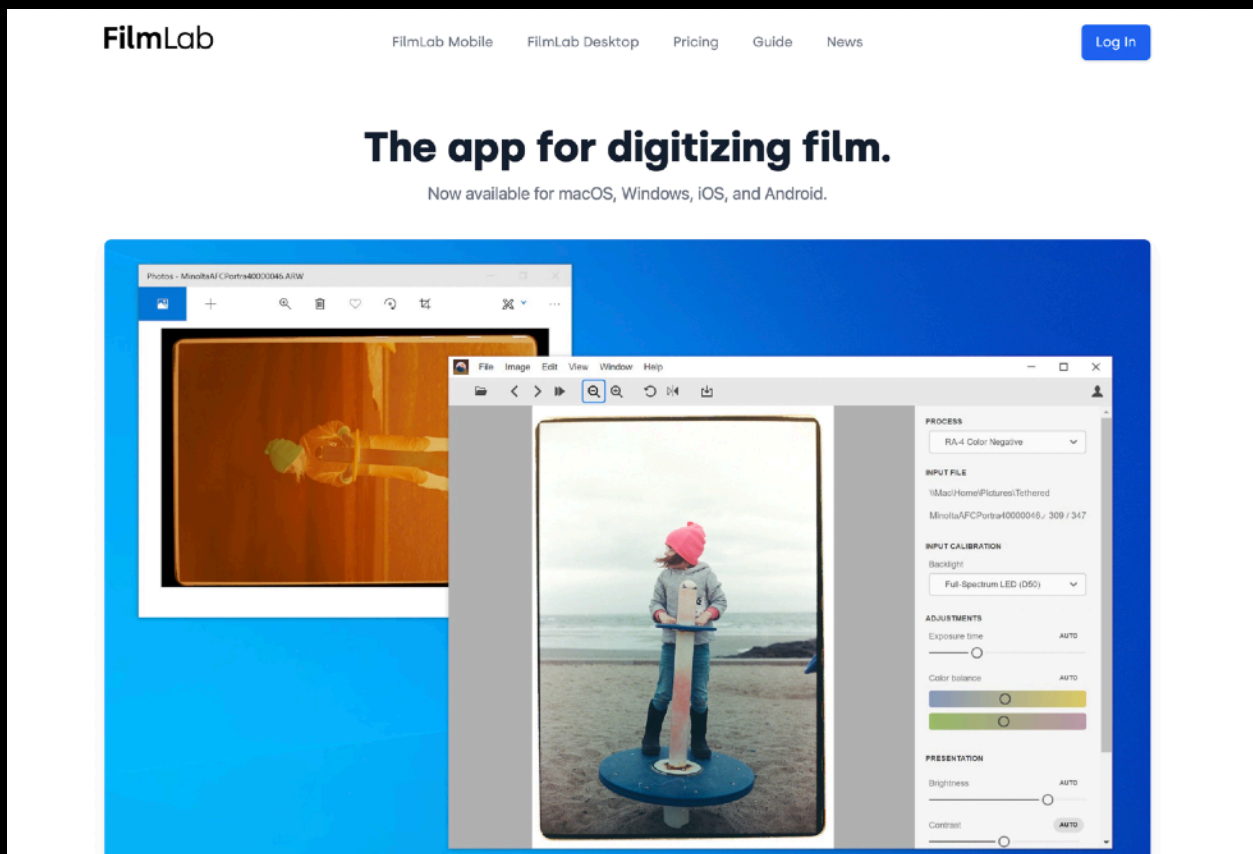 FilmLab
FilmLab Mobile FilmLab Desktop Pricing Guide News
Log In
The app for digitizing film.
Now available for macOS, Windows, iOS, and Android.
Photos - MinoltaAFCPortra40000046.ARW
File Image Edit View Window Help
PROCESS
RA-4 Color Negative
INPUT FILE
\\Mac\Home\Pictures\Tethered
MinoltaAFCPortra40000046./ 309 / 347
INPUT CALIBRATION
Backlight
Full-Spectrum LED (D50)
ADJUSTMENTS
Exposure time AUTO
Color balance AUTO
PRESENTATION
Brightness AUTO
Contrast AUTO